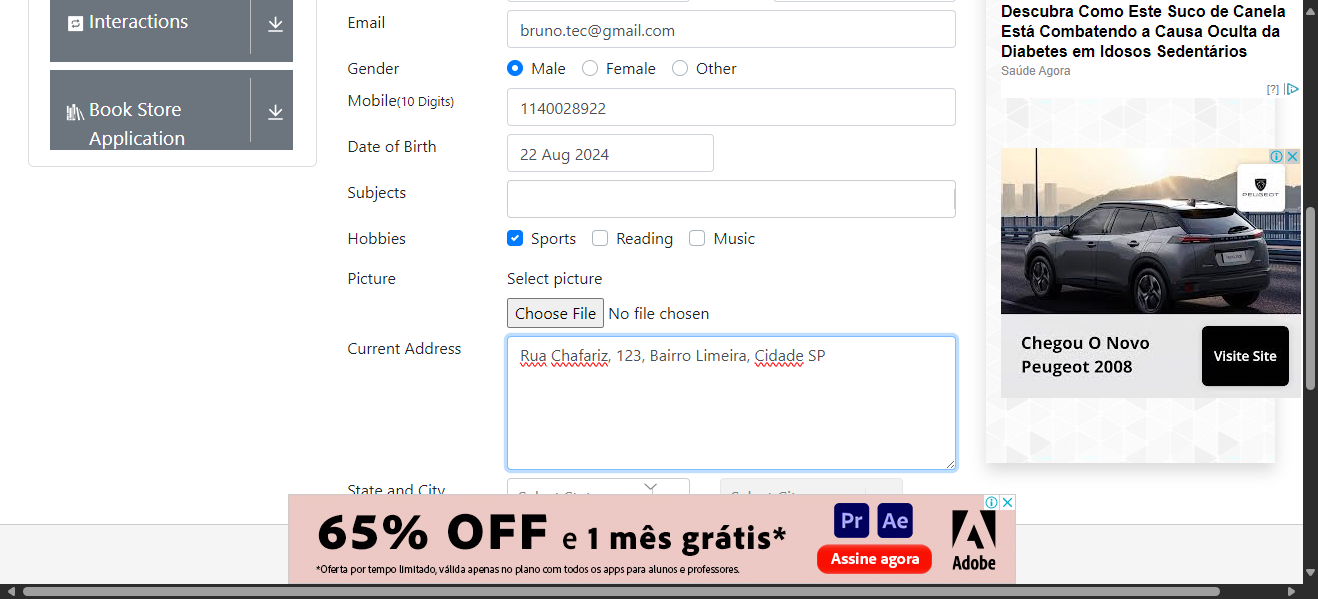 Interactions
Book Store
Application
Email
bruno.tec@gmail.com
Gender
Male
Female
Other
Mobile(10 Digits)
1140028922
Date of Birth
22 Aug 2024
Subjects
Hobbies
Sports
Reading
Music
Picture
Select picture
Choose File No file chosen
Current Address
Rua Chafariz, 123, Bairro Limeira, Cidade SP
State and City
Descubra Como Este Suco de Canela
Está Combatendo a Causa Oculta da
Diabetes em Idosos Sedentários
Saúde Agora
[?]
PEUGEOT
Chegou O Novo
Peugeot 2008
Visite Site
65% OFF e 1 mês grátis*
*Oferta por tempo limitado, válida apenas no plano com todos os apps para alunos e professores.
Pr
Ae
Assine agora
Adobe